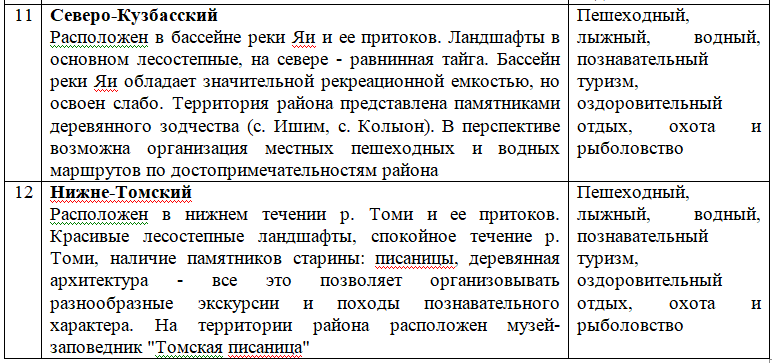 11
Северо-Кузбасский
Расположен в бассейне реки Яи и ее притоков. Ландшафты в
основном лесостепные, на севере - равнинная тайга. Бассейн
реки Яи обладает значительной рекреационной емкостью, но
освоен слабо. Территория района представлена памятниками
деревянного зодчества (с. Ишим, с. Колыон). В перспективе
возможна организация местных пешеходных и водных
маршрутов по достопримечательностям района
Пешеходный,
лыжный, водный,
познавательный
туризм,
оздоровительный
отдых, охота и
рыболовство
12
Нижне-Томский
Расположен в нижнем течении р. Томи и ее притоков.
Красивые лесостепные ландшафты, спокойное течение р.
Томи, наличие памятников старины: писаницы, деревянная
архитектура - все это позволяет организовывать
разнообразные экскурсии и походы познавательного
характера. На территории района расположен музей-
заповедник "Томская писаница"
Пешеходный,
лыжный, водный,
познавательный
туризм,
оздоровительный
отдых, охота и
рыболовство